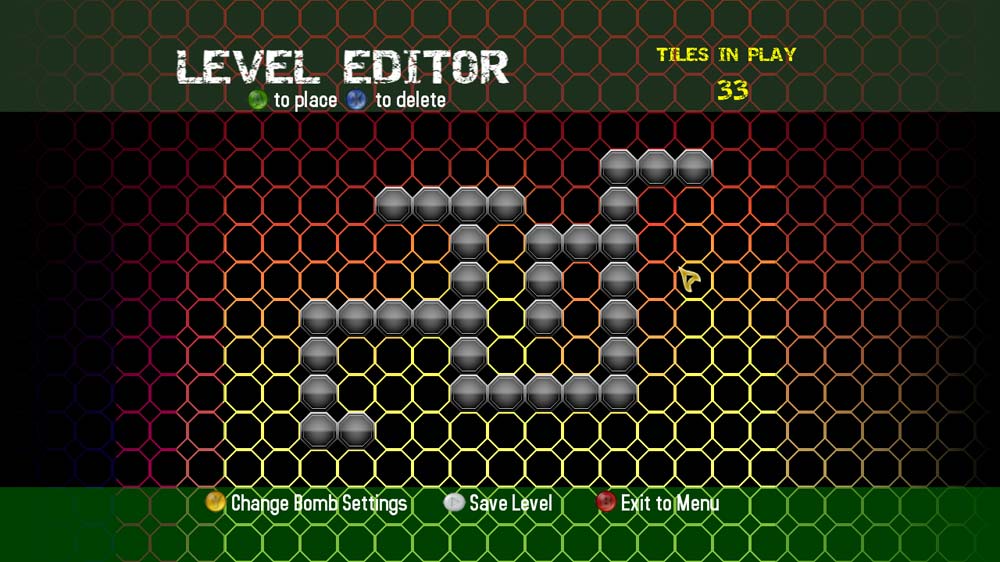 LEVEL EDITOR
to place to delete
TILES IN PLAY
33
Change Bomb Settings Save Level Exit to Menu